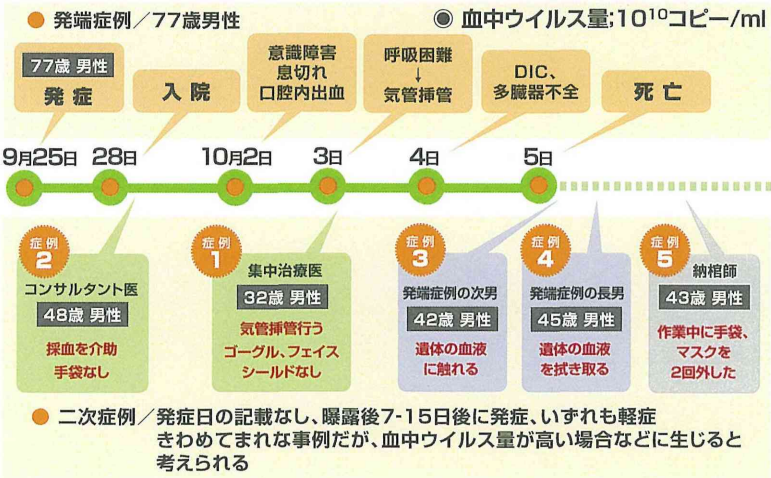 ● 発端症例／77歳男性
◉ 血中ウイルス量;10¹⁰コピー/ml
77歳 男性
発 症
入 院
意識障害
息切れ
口腔内出血
呼吸困難
↓
気管挿管
DIC、
多臓器不全
死 亡
9月25日 28日 10月2日 3日 4日 5日
症例
2
コンサルタント医
48歳 男性
採血を介助
手袋なし
症例
1
集中治療医
32歳 男性
気管挿管行う
ゴーグル、フェイス
シールドなし
症例
3
発端症例の次男
42歳 男性
遺体の血液
に触れる
症例
4
発端症例の長男
45歳 男性
遺体の血液
を拭き取る
症例
5
納棺師
43歳 男性
作業中に手袋、
マスクを
2回外した
● 二次症例／発症日の記載なし、曝露後7-15日後に発症、いずれも軽症
きわめてまれな事例だが、血中ウイルス量が高い場合などに生じると
考えられる